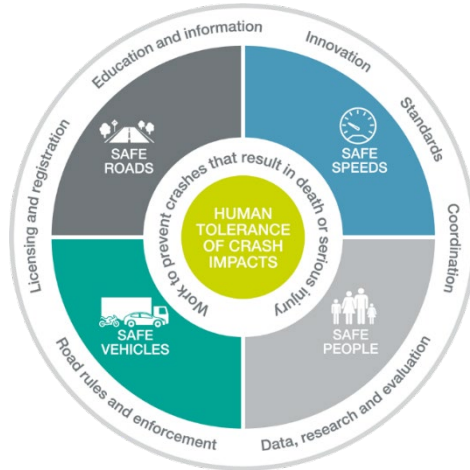 Education and information
Innovation
Standards
Coordination
Data, research and evaluation
Road rules and enforcement
Licensing and registration
SAFE
ROADS
SAFE
SPEEDS
SAFE
VEHICLES
SAFE
PEOPLE
Work to prevent crashes that result in death or serious injury
HUMAN
TOLERANCE
OF CRASH
IMPACTS